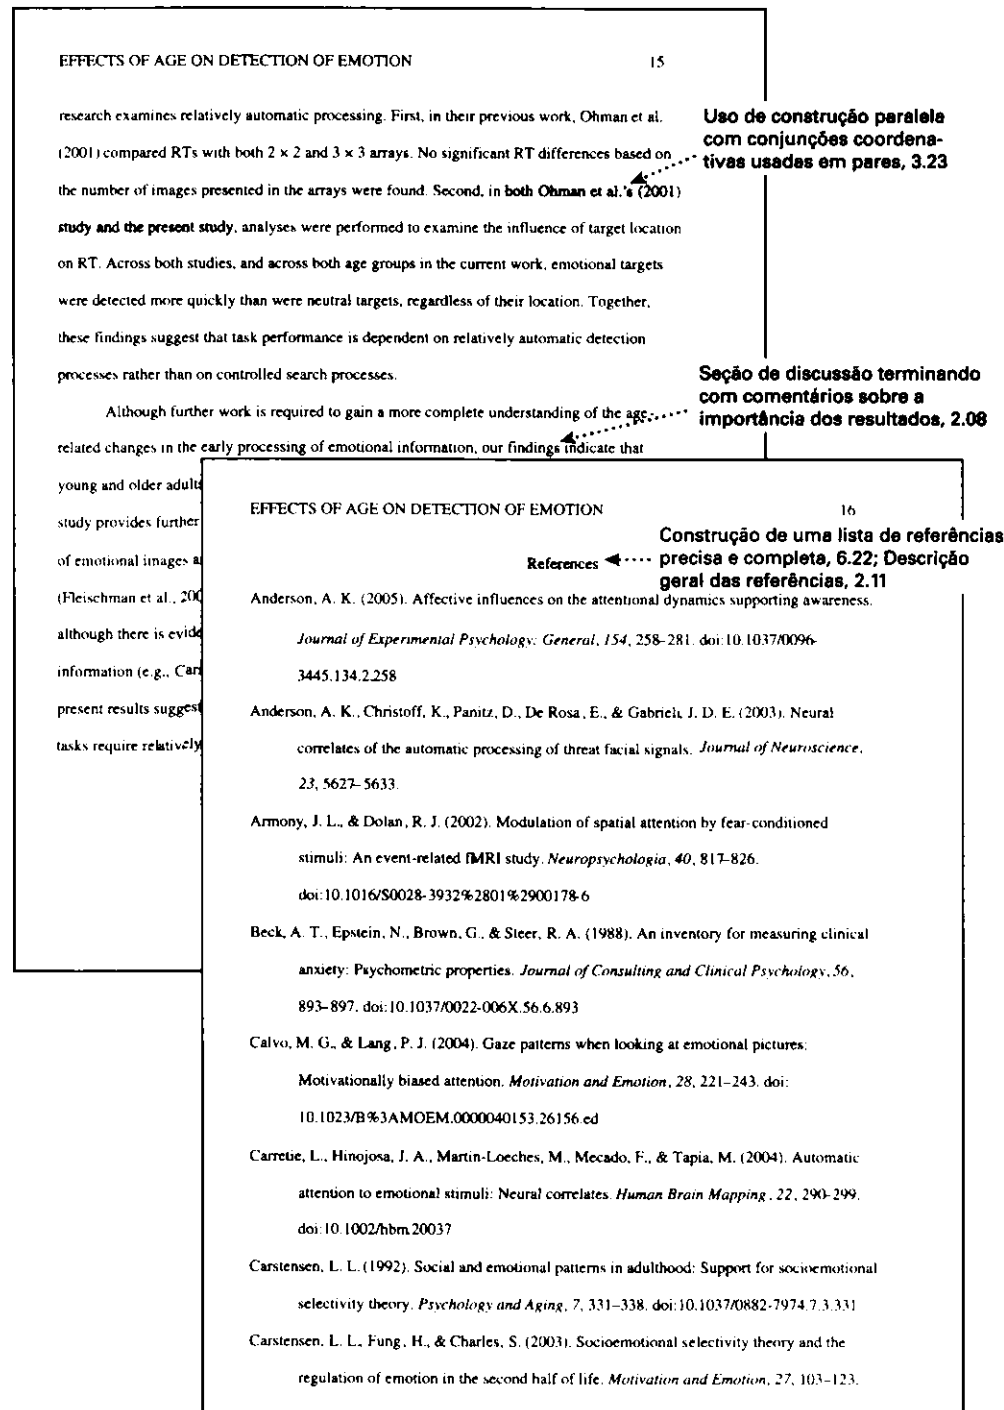 EFFECTS OF AGE ON DETECTION OF EMOTION 15
research examines relatively automatic processing. First, in their previous work, Ohman et al.
(2001) compared RTs with both 2 × 2 and 3 × 3 arrays. No significant RT differences based on
the number of images presented in the arrays were found. Second, in both Ohman et al.'s (2001)
study and the present study, analyses were performed to examine the influence of target location
on RT. Across both studies, and across both age groups in the current work, emotional targets
were detected more quickly than were neutral targets, regardless of their location. Together,
these findings suggest that task performance is dependent on relatively automatic detection
processes rather than on controlled search processes.
Although further work is required to gain a more complete understanding of the age-
related changes in the early processing of emotional information, our findings indicate that
young and older adults
study provides further
of emotional images a
(Fleischman et al., 200
although there is evide
information (e.g., Car
present results suggest
tasks require relatively
Uso de construção paralela
com conjunções coordena-
tivas usadas em pares, 3.23
Seção de discussão terminando
com comentários sobre a
importância dos resultados, 2.08
EFFECTS OF AGE ON DETECTION OF EMOTION 16
Construção de uma lista de referências
precisa e completa, 6.22; Descrição
geral das referências, 2.11
References
Anderson, A. K. (2005). Affective influences on the attentional dynamics supporting awareness.
Journal of Experimental Psychology: General, 154, 258–281. doi:10.1037/0096-
3445.134.2.258
Anderson, A. K., Christoff, K., Panitz, D., De Rosa, E., & Gabrieli, J. D. E. (2003). Neural
correlates of the automatic processing of threat facial signals. Journal of Neuroscience,
23, 5627–5633.
Armony, J. L., & Dolan, R. J. (2002). Modulation of spatial attention by fear-conditioned
stimuli: An event-related fMRI study. Neuropsychologia, 40, 817–826.
doi:10.1016/S0028-3932%2801%2900178-6
Beck, A. T., Epstein, N., Brown, G., & Steer, R. A. (1988). An inventory for measuring clinical
anxiety: Psychometric properties. Journal of Consulting and Clinical Psychology, 56,
893–897. doi:10.1037/0022-006X.56.6.893
Calvo, M. G., & Lang, P. J. (2004). Gaze patterns when looking at emotional pictures:
Motivationally biased attention. Motivation and Emotion, 28, 221–243. doi:
10.1023/B%3AMOEM.0000040153.26156.ed
Carretie, L., Hinojosa, J. A., Martin-Loeches, M., Mecado, F., & Tapia, M. (2004). Automatic
attention to emotional stimuli: Neural correlates. Human Brain Mapping, 22, 290–299.
doi:10.1002/hbm.20037
Carstensen, L. L. (1992). Social and emotional patterns in adulthood: Support for socioemotional
selectivity theory. Psychology and Aging, 7, 331–338. doi:10.1037/0882-7974.7.3.331
Carstensen, L. L., Fung, H., & Charles, S. (2003). Socioemotional selectivity theory and the
regulation of emotion in the second half of life. Motivation and Emotion, 27, 103–123.